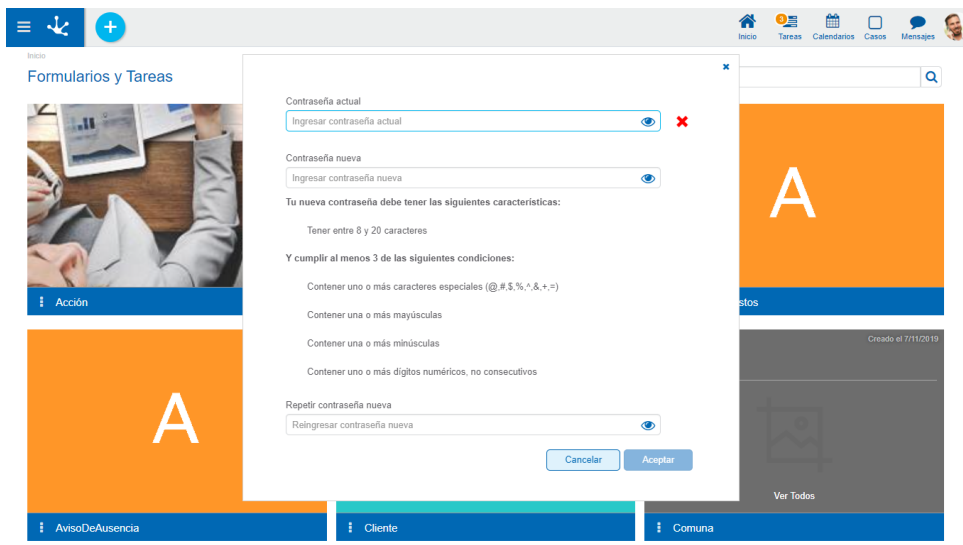 3
Inicio
Tareas
Calendarios
Casos
Mensajes
Inicio
Formularios y Tareas
Contraseña actual
Ingresar contraseña actual
Contraseña nueva
Ingresar contraseña nueva
Tu nueva contraseña debe tener las siguientes características:
Tener entre 8 y 20 caracteres
Y cumplir al menos 3 de las siguientes condiciones:
Contener uno o más caracteres especiales (@,#,$,%,^,&,+,=)
Contener una o más mayúsculas
Contener una o más minúsculas
Contener uno o más dígitos numéricos, no consecutivos
Repetir contraseña nueva
Reingresar contraseña nueva
Cancelar
Aceptar
A
Acción
stos
A
Creado el 7/11/2019
Ver Todos
AvisoDeAusencia
Cliente
Comuna